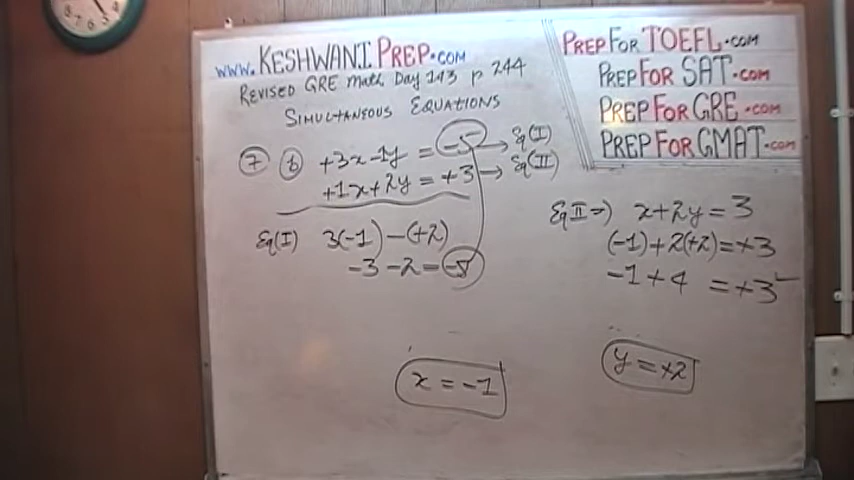 www.KESHWANIPREP.com
REVISED GRE Math, Day 143 p 244
SIMULTANEOUS EQUATIONS
PREPFORTOEFL.com
PREPFORSAT.com
PREPFORGRE.com
PREPFORGMAT.com
7 b +3x-1y = -5 → Eq(I)
+1x+2y = +3 → Eq(II)
Eq(I) 3(-1) -(+2)
-3 -2 = -5
Eq II ⇒) x+2y = 3
(-1)+2(+2)=+3
-1+4 = +3
x = -1
y = +2